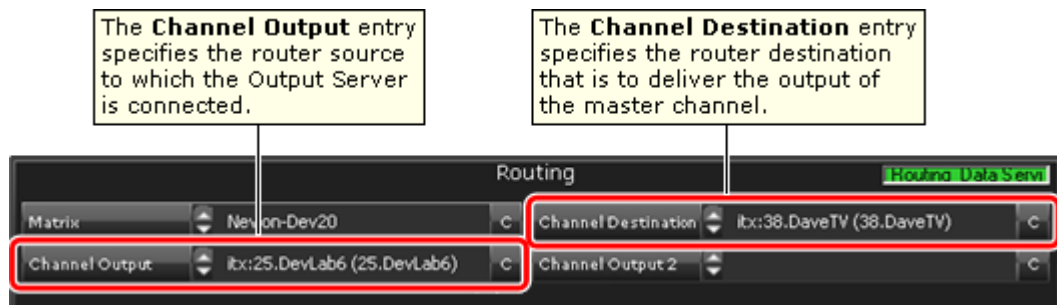 The Channel Output entry
specifies the router source
to which the Output Server
is connected.
The Channel Destination entry
specifies the router destination
that is to deliver the output of
the master channel.
Routing
Routing Data Servi
Matrix
Nevion-Dev20
C
Channel Destination
itx:38.DaveTV (38.DaveTV)
C
Channel Output
itx:25.DevLab6 (25.DevLab6)
C
Channel Output 2
C